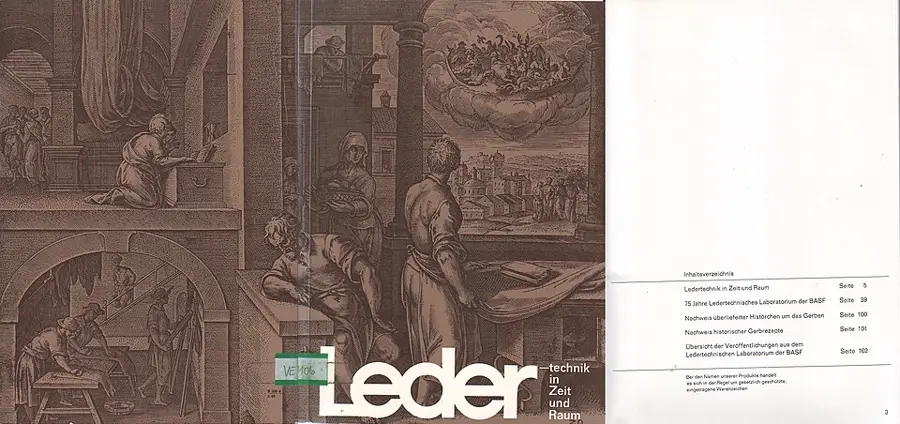 VE 106
Leder
–technik
in
Zeit
und
Raum
Inhaltsverzeichnis
Ledertechnik in Zeit und Raum Seite 5
75 Jahre Ledertechnisches Laboratorium der BASF Seite 39
Nachweis überlieferter Histörchen um das Gerben Seite 100
Nachweis historischer Gerbrezepte Seite 101
Übersicht der Veröffentlichungen aus dem
Ledertechnischen Laboratorium der BASF Seite 102
Bei den Namen unserer Produkte handelt
es sich in der Regel um gesetzlich geschützte,
eingetragene Warenzeichen
3